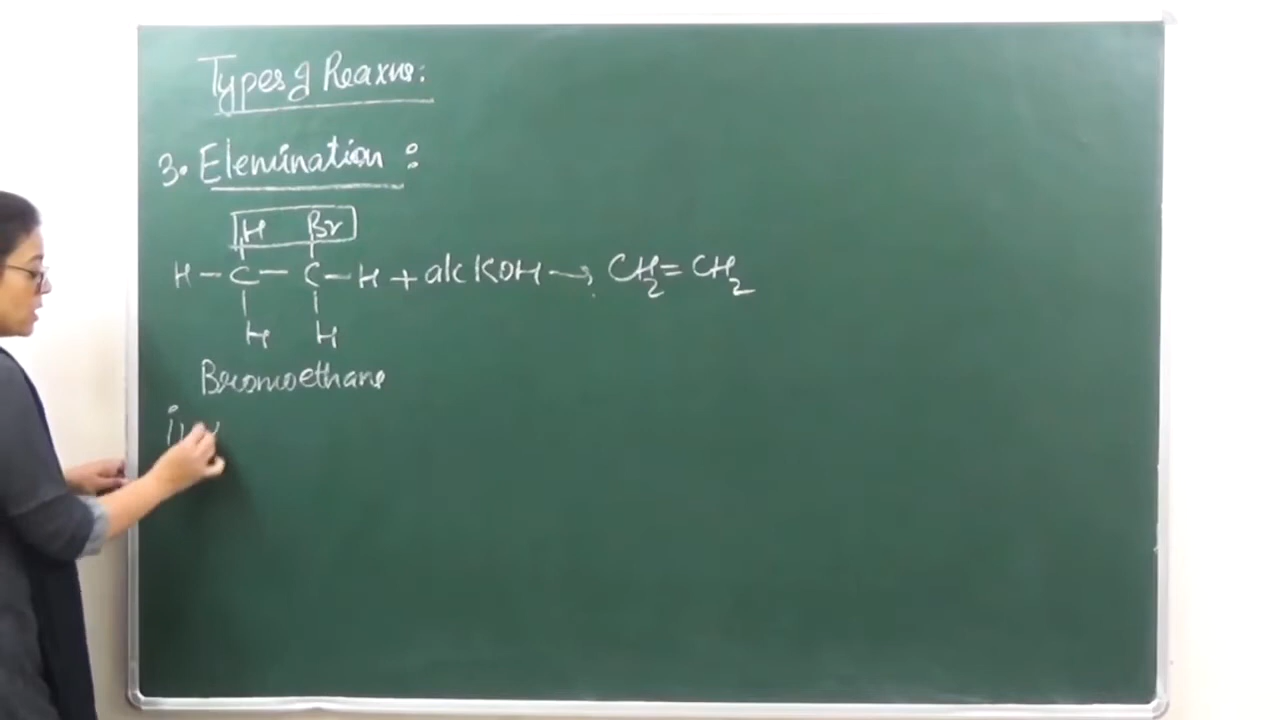 Types of Reaxns:
3. Elemination :
H Br
H - C - C - H + alc KOH → CH2 = CH2
H H
Bromoethane